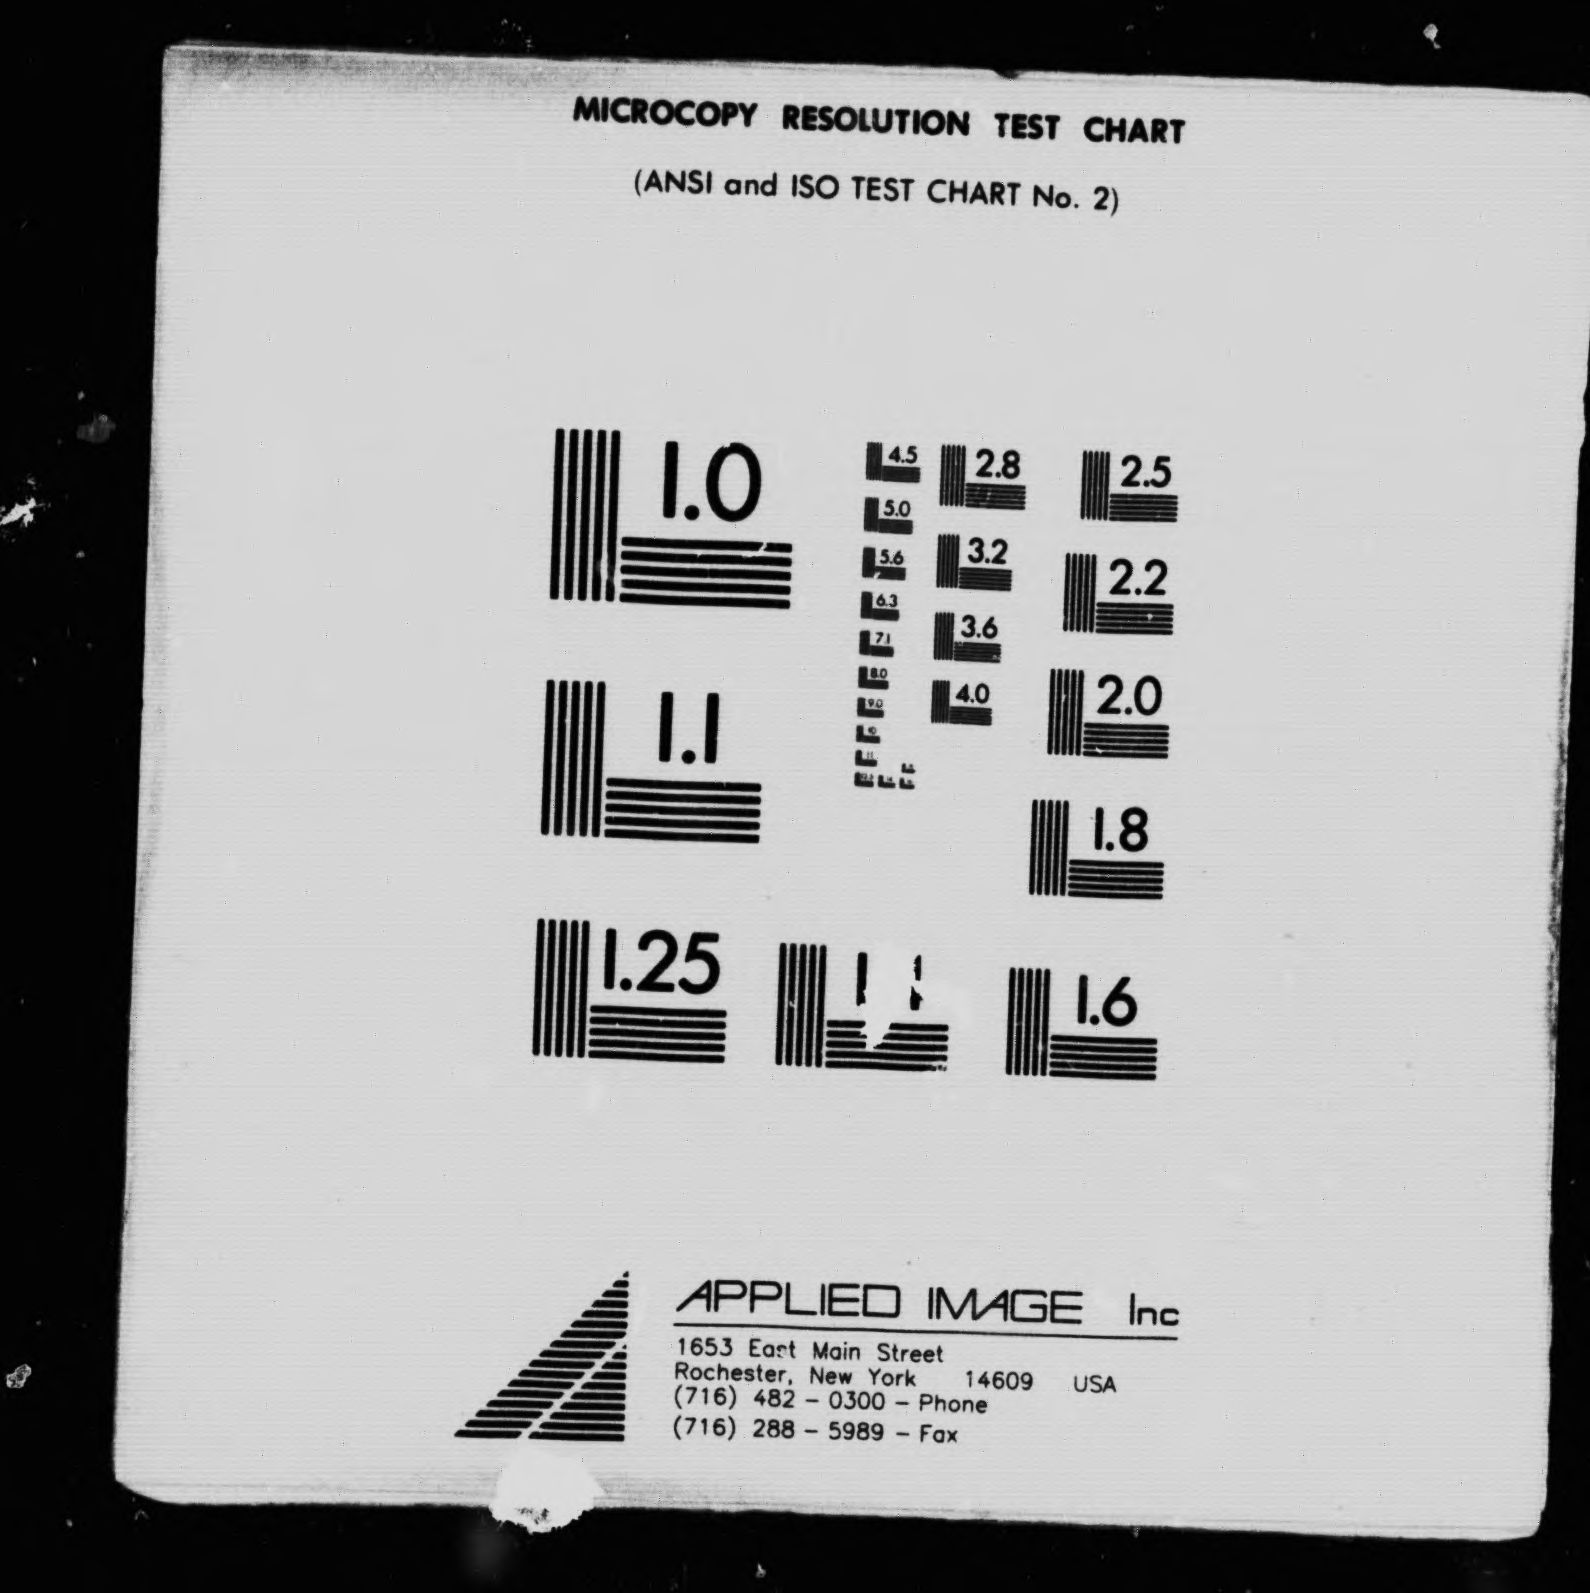 MICROCOPY RESOLUTION TEST CHART
(ANSI and ISO TEST CHART No. 2)
1.0
1.1
1.25
4.5
5.0
5.6
6.3
7.1
8.0
9.0
10
2.8
3.2
3.6
4.0
2.5
2.2
2.0
1.8
1.6
APPLIED IMAGE Inc
1653 East Main Street
Rochester, New York 14609 USA
(716) 482 – 0300 – Phone
(716) 288 – 5989 – Fax